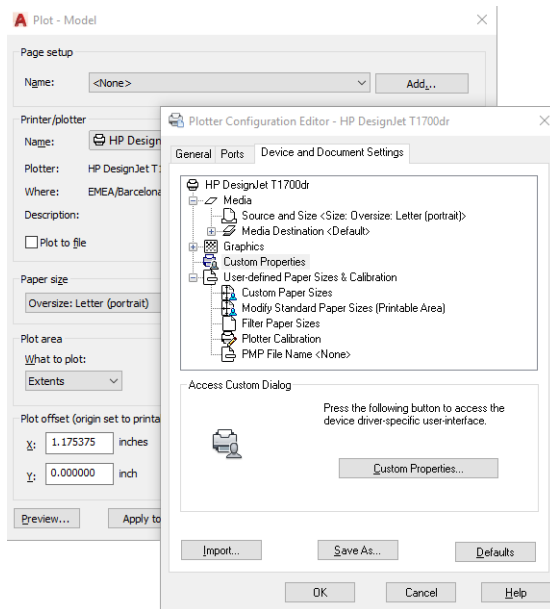 Plot - Model
Page setup
Name:
<None>
Add...
Printer/plotter
Name:
HP Design
Plotter:
HP DesignJet T1
Where:
EMEA/Barcelona
Description:
Plot to file
Paper size
Oversize: Letter (portrait)
Plot area
What to plot:
Extents
Plot offset (origin set to printa
X:
1.175375
inches
Y:
0.000000
inch
Preview...
Apply to
Plotter Configuration Editor - HP DesignJet T1700dr
General
Ports
Device and Document Settings
HP DesignJet T1700dr
Media
Source and Size <Size: Oversize: Letter (portrait)>
Media Destination <Default>
Graphics
Custom Properties
User-defined Paper Sizes & Calibration
Custom Paper Sizes
Modify Standard Paper Sizes (Printable Area)
Filter Paper Sizes
Plotter Calibration
PMP File Name <None>
Access Custom Dialog
Press the following button to access the
device driver-specific user-interface.
Custom Properties...
Import...
Save As...
Defaults
OK
Cancel
Help